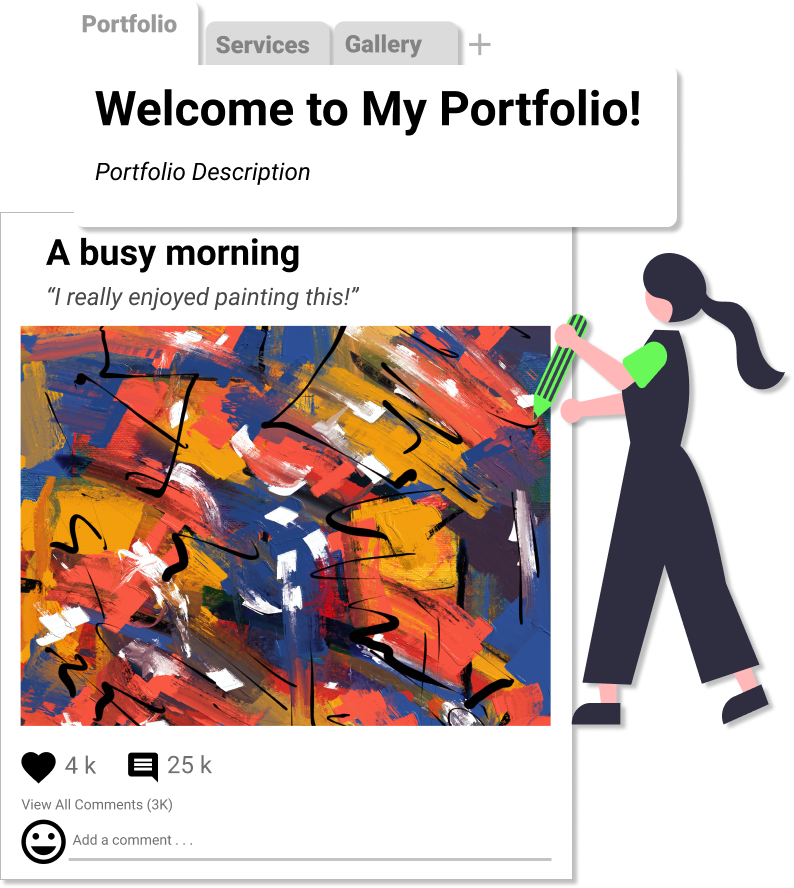 Portfolio
Services
Gallery
+
Welcome to My Portfolio!
Portfolio Description
A busy morning
“I really enjoyed painting this!”
4 k
25 k
View All Comments (3K)
Add a comment . . .